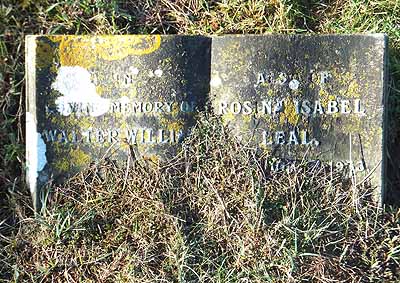 IN
LOVING MEMORY OF
WALTER WILLI
ALSO OF
ROSINA ISABEL
LEAL.